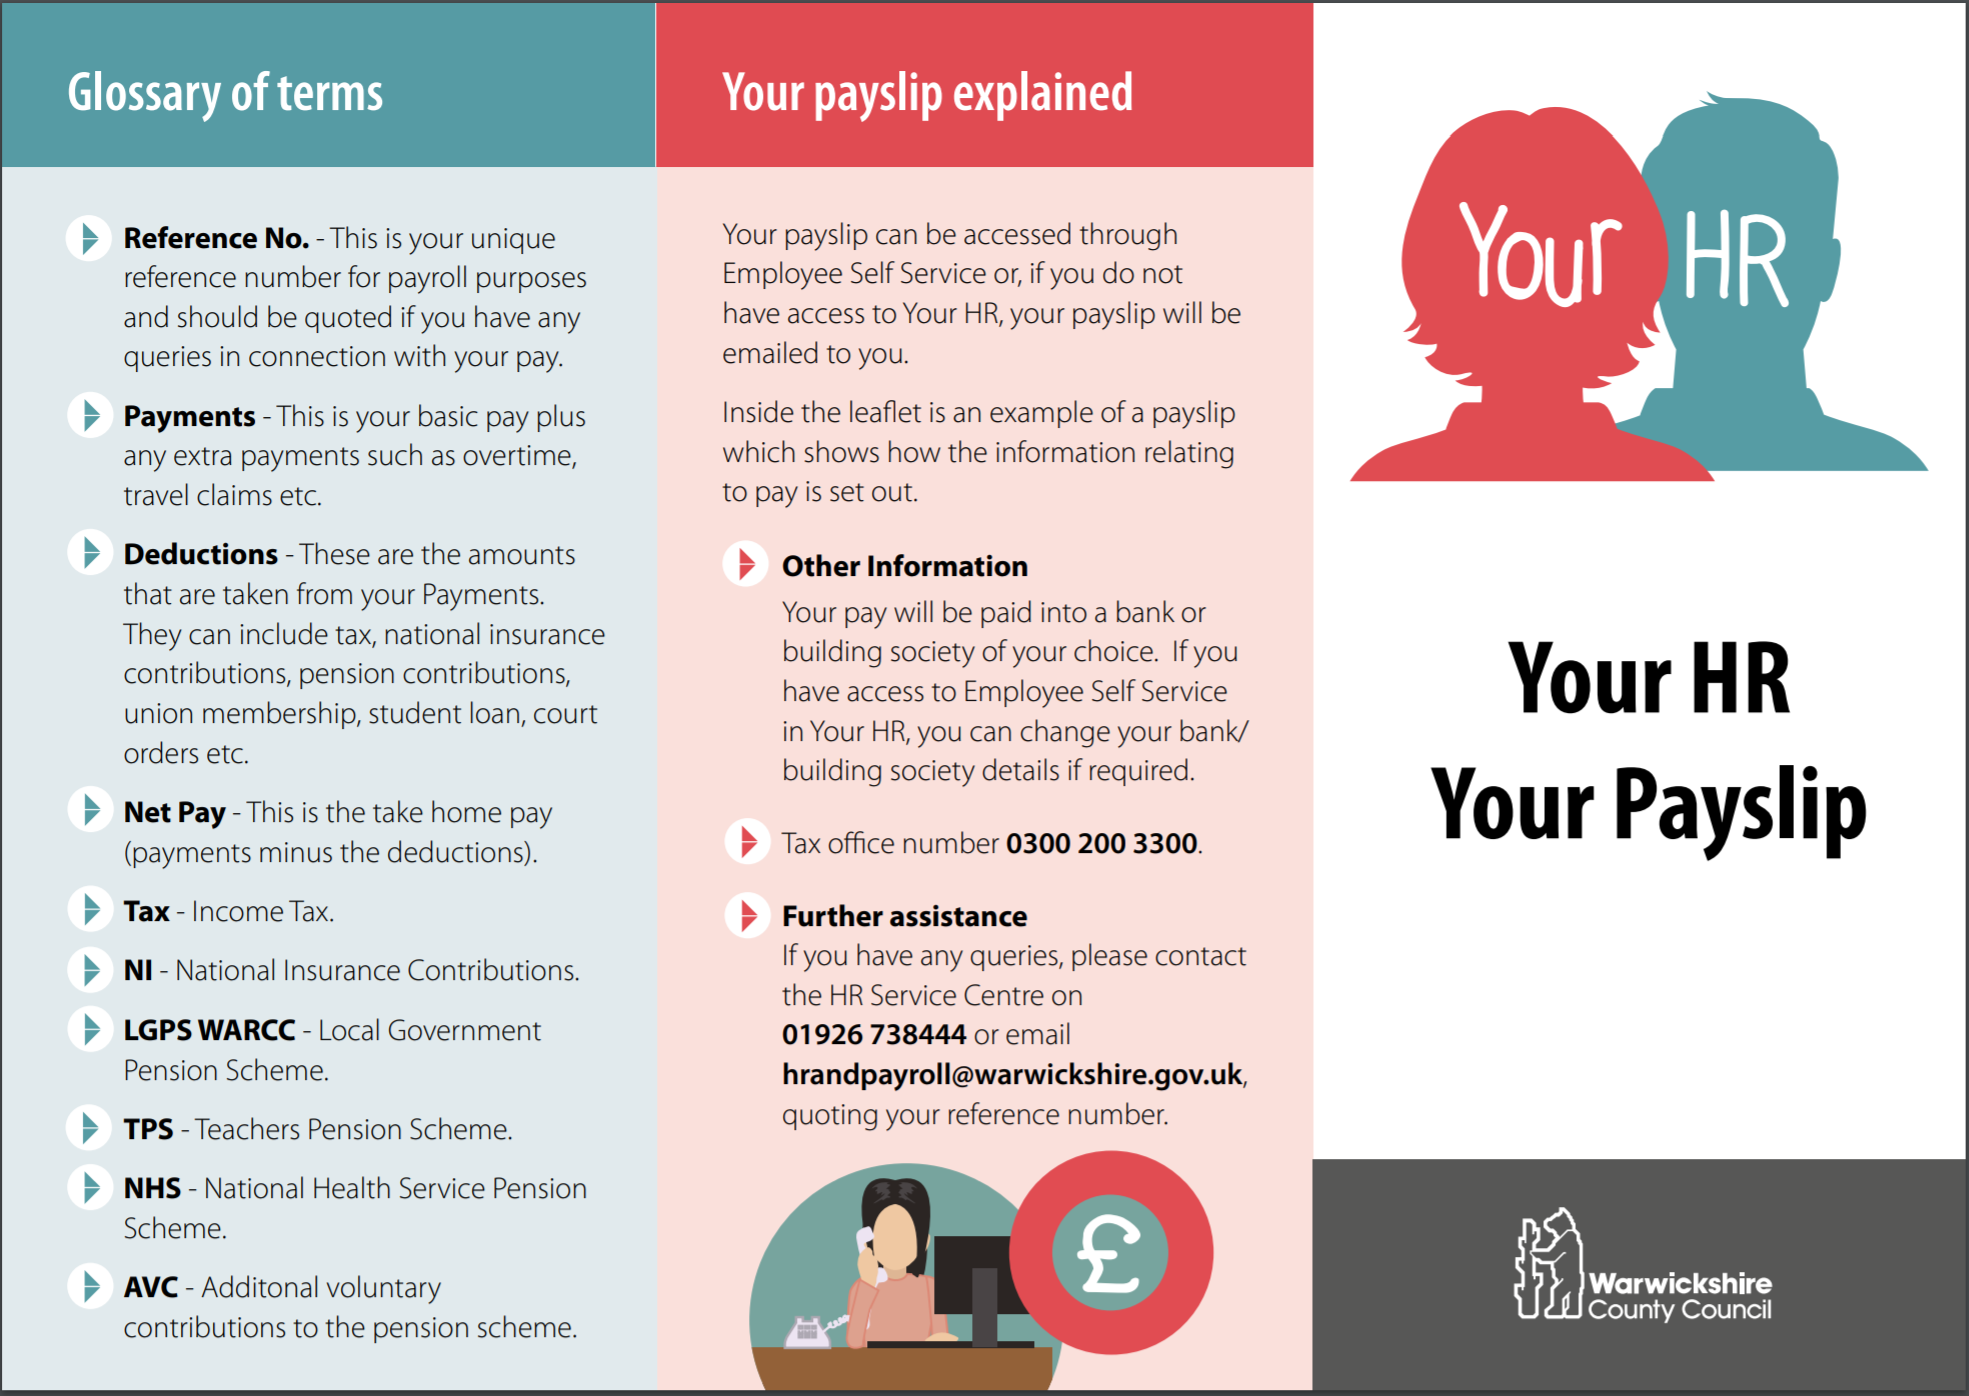 Glossary of terms
Reference No. - This is your unique
reference number for payroll purposes
and should be quoted if you have any
queries in connection with your pay.
Payments - This is your basic pay plus
any extra payments such as overtime,
travel claims etc.
Deductions - These are the amounts
that are taken from your Payments.
They can include tax, national insurance
contributions, pension contributions,
union membership, student loan, court
orders etc.
Net Pay - This is the take home pay
(payments minus the deductions).
Tax - Income Tax.
NI - National Insurance Contributions.
LGPS WARCC - Local Government
Pension Scheme.
TPS - Teachers Pension Scheme.
NHS - National Health Service Pension
Scheme.
AVC - Additonal voluntary
contributions to the pension scheme.
Your payslip explained
Your payslip can be accessed through
Employee Self Service or, if you do not
have access to Your HR, your payslip will be
emailed to you.
Inside the leaflet is an example of a payslip
which shows how the information relating
to pay is set out.
Other Information
Your pay will be paid into a bank or
building society of your choice.  If you
have access to Employee Self Service
in Your HR, you can change your bank/
building society details if required.
Tax office number 0300 200 3300.
Further assistance
If you have any queries, please contact
the HR Service Centre on
01926 738444 or email
hrandpayroll@warwickshire.gov.uk,
quoting your reference number.
£
Your HR
Your HR
Your Payslip
Warwickshire
County Council